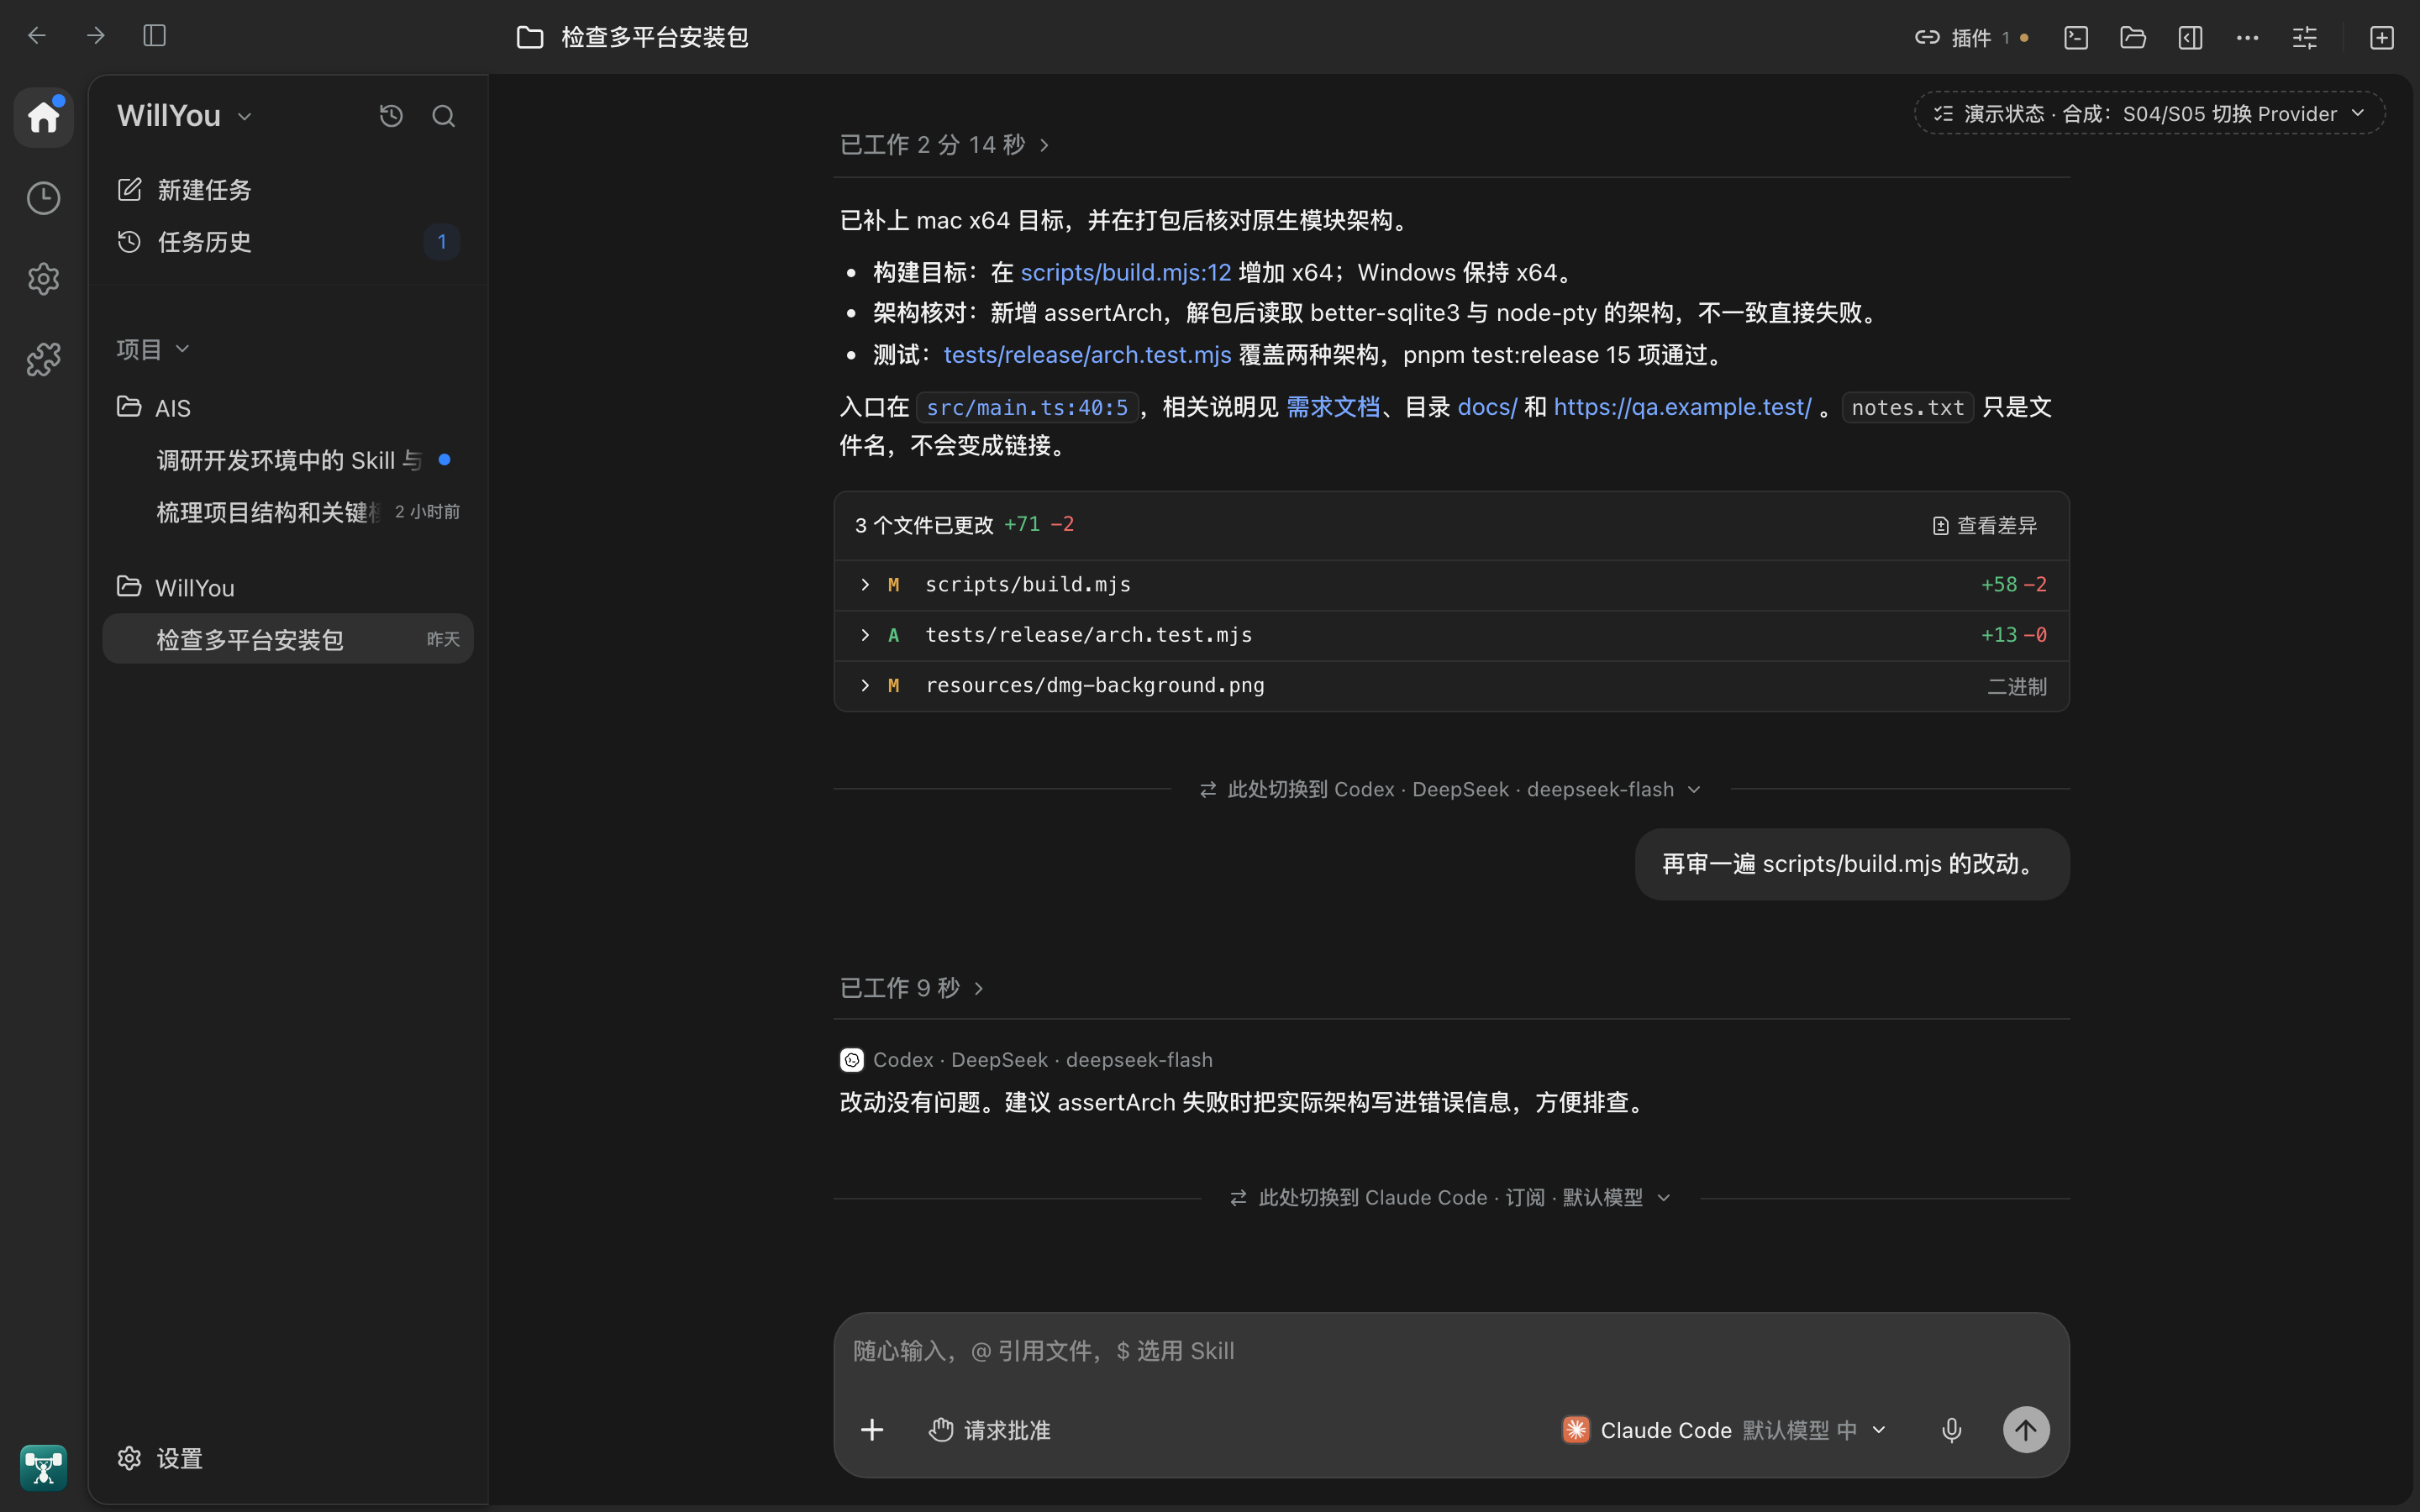 检查多平台安装包
插件 1
WillYou
新建任务
任务历史 1
项目
AIS
调研开发环境中的 Skill 与
梳理项目结构和关键 2 小时前
WillYou
检查多平台安装包 昨天
设置
演示状态 · 合成：S04/S05 切换 Provider
已工作 2 分 14 秒
已补上 mac x64 目标，并在打包后核对原生模块架构。
• 构建目标：在 scripts/build.mjs:12 增加 x64；Windows 保持 x64。
• 架构核对：新增 assertArch，解包后读取 better-sqlite3 与 node-pty 的架构，不一致直接失败。
• 测试：tests/release/arch.test.mjs 覆盖两种架构，pnpm test:release 15 项通过。
入口在 src/main.ts:40:5，相关说明见 需求文档、目录 docs/ 和 https://qa.example.test/ 。notes.txt 只是文
件名，不会变成链接。
3 个文件已更改 +71 −2 查看差异
M scripts/build.mjs +58 −2
A tests/release/arch.test.mjs +13 −0
M resources/dmg-background.png 二进制
此处切换到 Codex · DeepSeek · deepseek-flash
再审一遍 scripts/build.mjs 的改动。
已工作 9 秒
Codex · DeepSeek · deepseek-flash
改动没有问题。建议 assertArch 失败时把实际架构写进错误信息，方便排查。
此处切换到 Claude Code · 订阅 · 默认模型
随心输入，@ 引用文件，$ 选用 Skill
请求批准
Claude Code 默认模型 中